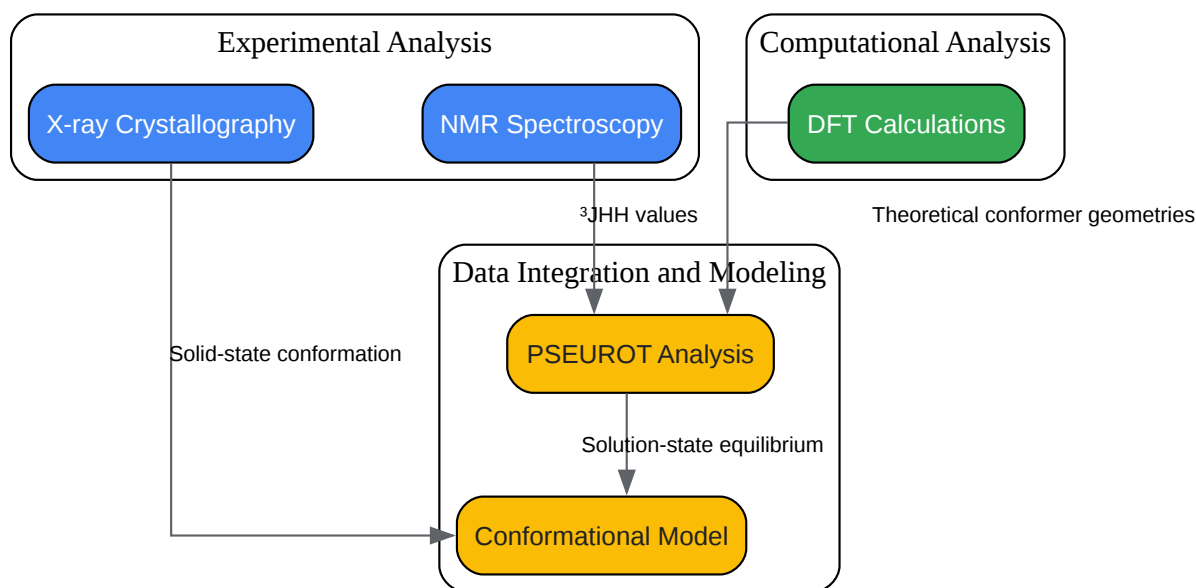 Experimental Analysis
Computational Analysis
X-ray Crystallography
NMR Spectroscopy
DFT Calculations
³JHH values
Theoretical conformer geometries
Data Integration and Modeling
PSEUROT Analysis
Solid-state conformation
Solution-state equilibrium
Conformational Model